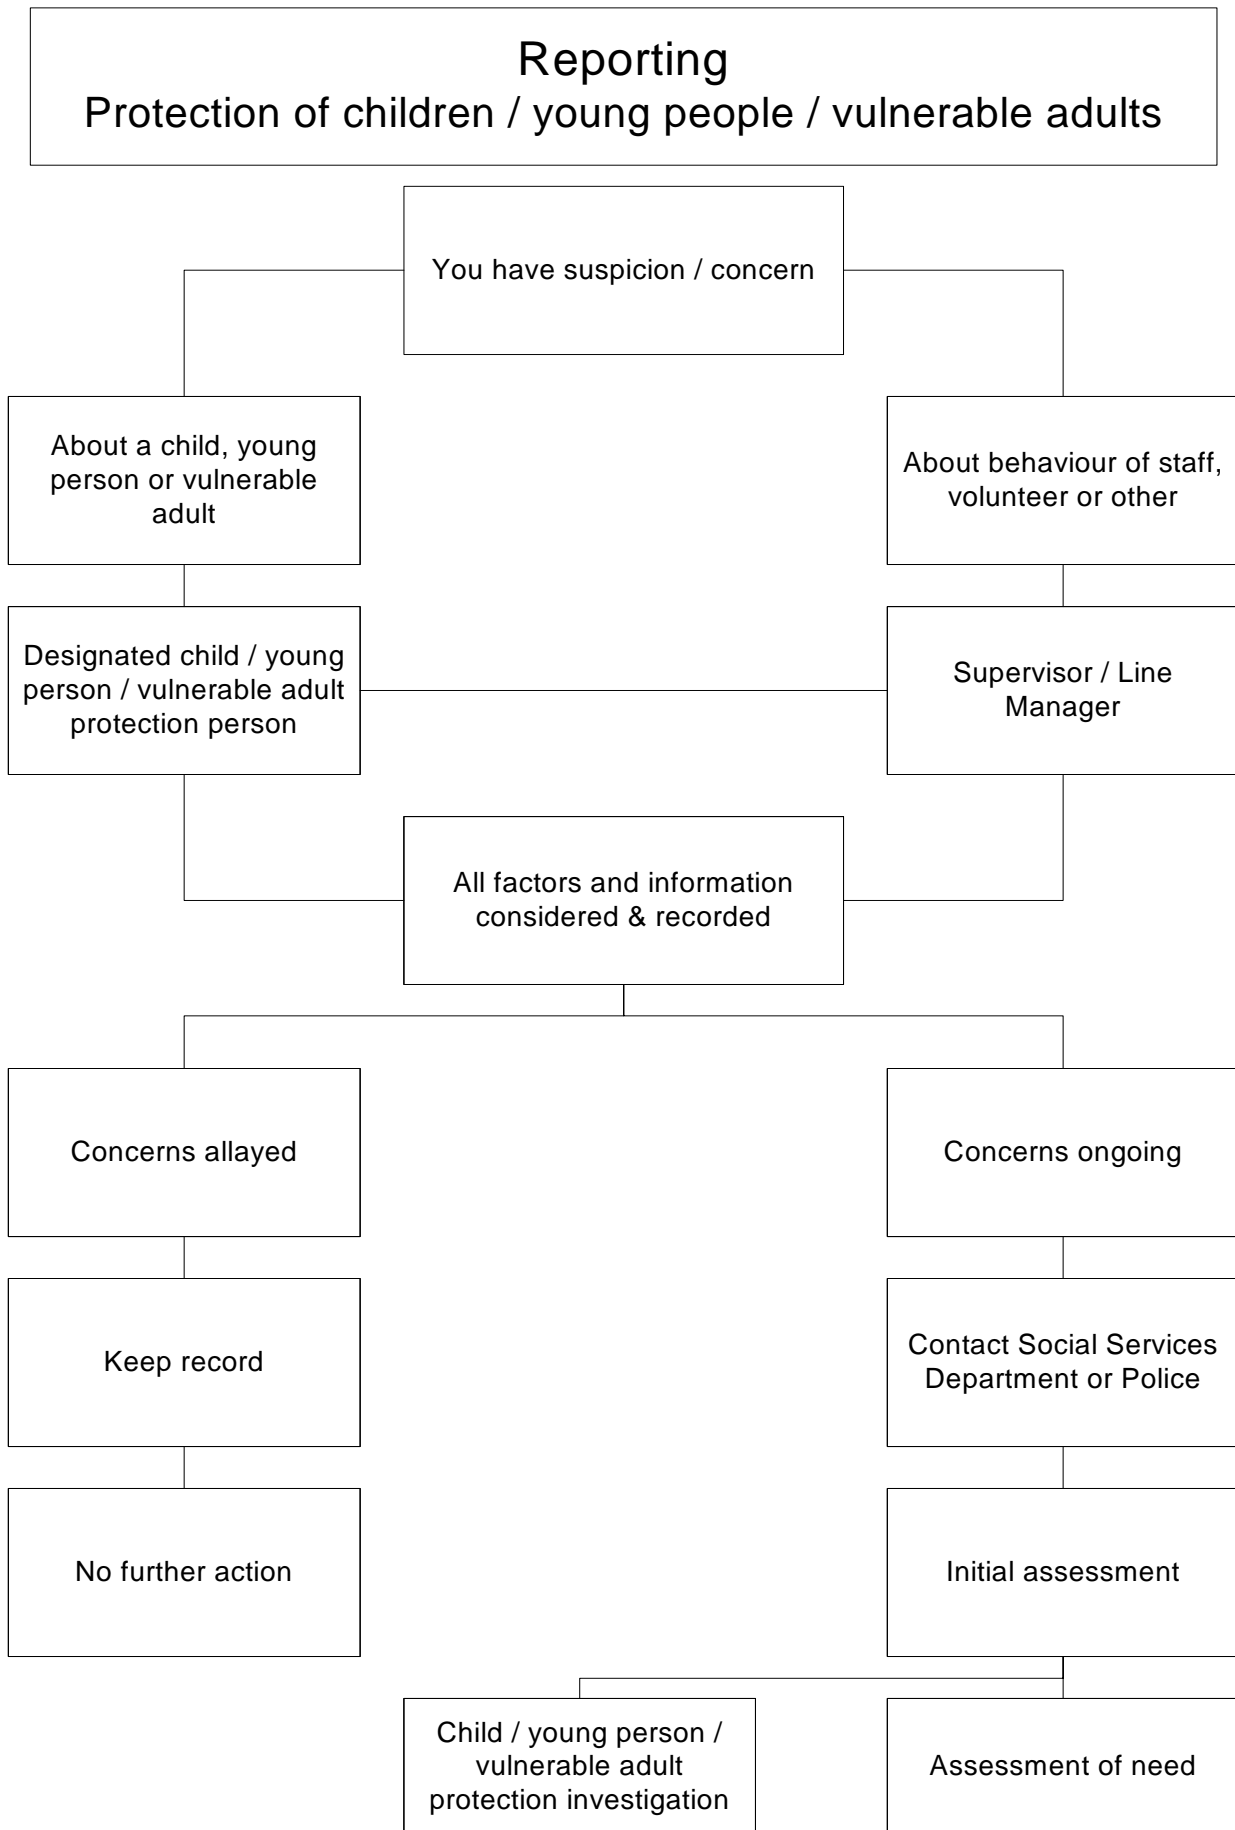 Reporting
Protection of children / young people / vulnerable adults
You have suspicion / concern
About a child, young
person or vulnerable
adult
About behaviour of staff,
volunteer or other
Designated child / young
person / vulnerable adult
protection person
Supervisor / Line
Manager
All factors and information
considered & recorded
Concerns allayed
Concerns ongoing
Keep record
Contact Social Services
Department or Police
No further action
Initial assessment
Child / young person /
vulnerable adult
protection investigation
Assessment of need